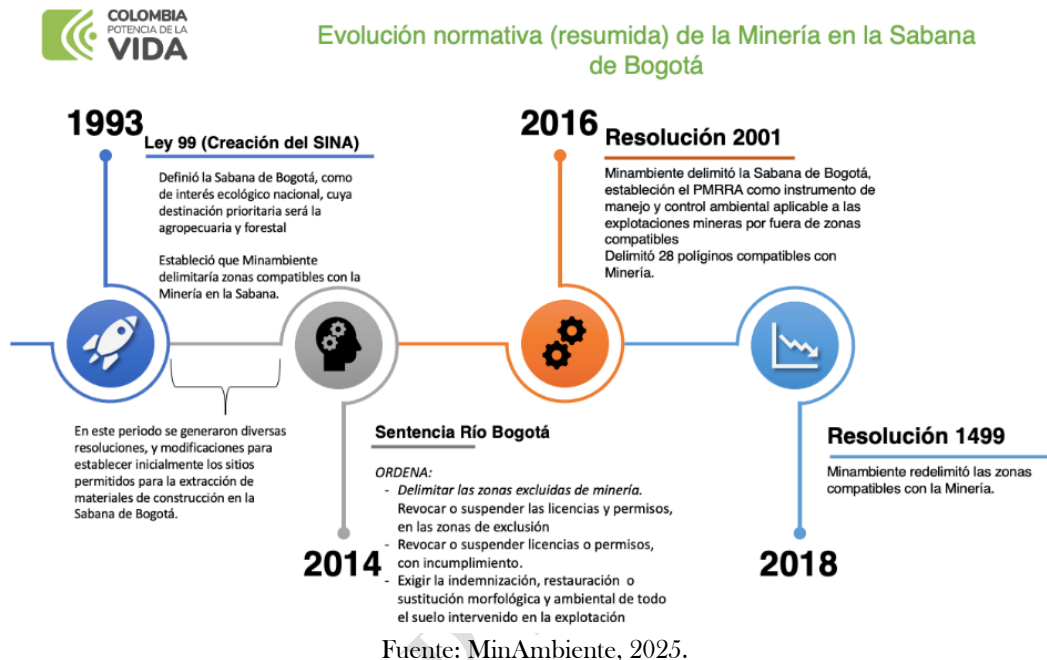 COLOMBIA
POTENCIA DE LA
VIDA
Evolución normativa (resumida) de la Minería en la Sabana
de Bogotá
1993
Ley 99 (Creación del SINA)
Definió la Sabana de Bogotá, como
de interés ecológico nacional, cuya
destinación prioritaria será la
agropecuaria y forestal
Estableció que Minambiente
delimitaría zonas compatibles con la
Minería en la Sabana.
En este periodo se generaron diversas
resoluciones, y modificaciones para
establecer inicialmente los sitios
permitidos para la extracción de
materiales de construcción en la
Sabana de Bogotá.
2014
Sentencia Río Bogotá
ORDENA:
- Delimitar las zonas excluidas de minería.
Revocar o suspender las licencias y permisos,
en las zonas de exclusión
- Revocar o suspender licencias o permisos,
con incumplimiento.
- Exigir la indemnización, restauración o
sustitución morfológica y ambiental de todo
el suelo intervenido en la explotación
2016
Resolución 2001
Minambiente delimitó la Sabana de Bogotá,
estableción el PMRRA como instrumento de
manejo y control ambiental aplicable a las
explotaciones mineras por fuera de zonas
compatibles
Delimitó 28 políginos compatibles con
Minería.
2018
Resolución 1499
Minambiente redelimitó las zonas
compatibles con la Minería.
Fuente: MinAmbiente, 2025.